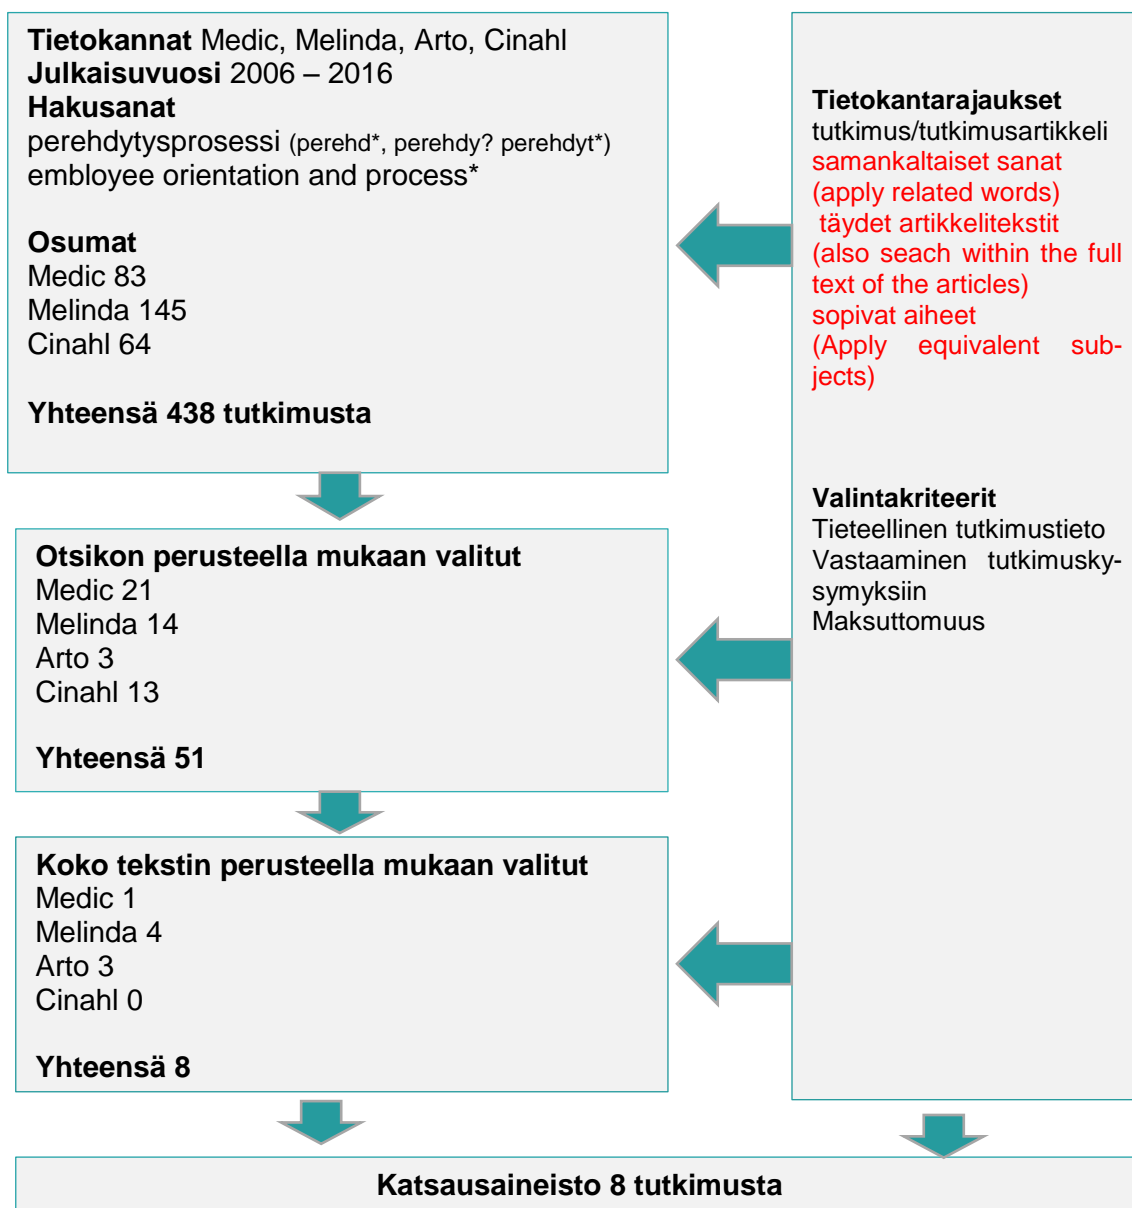 Tietokannat Medic, Melinda, Arto, Cinahl
Julkaisuvuosi 2006 – 2016
Hakusanat
perehdytysprosessi (perehd*, perehdy? perehdyt*)
embloyee orientation and process*
Osumat
Medic 83
Melinda 145
Cinahl 64
Yhteensä 438 tutkimusta
Tietokantarajaukset
tutkimus/tutkimusartikkeli
samankaltaiset sanat
(apply related words)
täydet artikkelitekstit
(also seach within the full
text of the articles)
sopivat aiheet
(Apply equivalent sub-
jects)
Valintakriteerit
Tieteellinen tutkimustieto
Vastaaminen tutkimusky-
symyksiin
Maksuttomuus
Otsikon perusteella mukaan valitut
Medic 21
Melinda 14
Arto 3
Cinahl 13
Yhteensä 51
Koko tekstin perusteella mukaan valitut
Medic 1
Melinda 4
Arto 3
Cinahl 0
Yhteensä 8
Katsausaineisto 8 tutkimusta